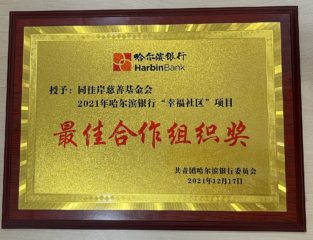 哈尔滨银行
HarbinBank
授予：同佳岸慈善基金会
2021年哈尔滨银行“幸福社区”项目
最佳合作组织奖
共青团哈尔滨银行委员会
2021年12月17日